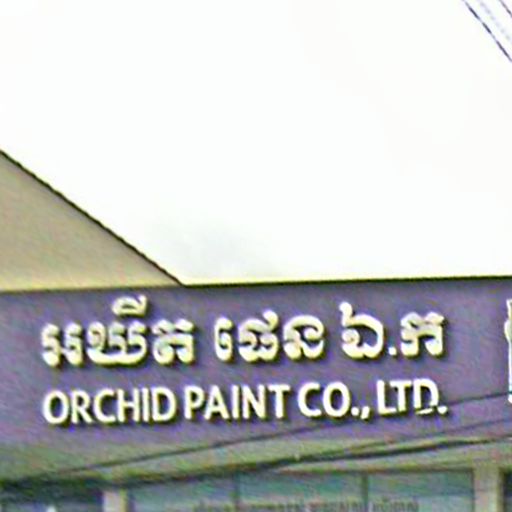 អឃីត ផេន ឯ.ក
ORCHID PAINT CO., LTD.